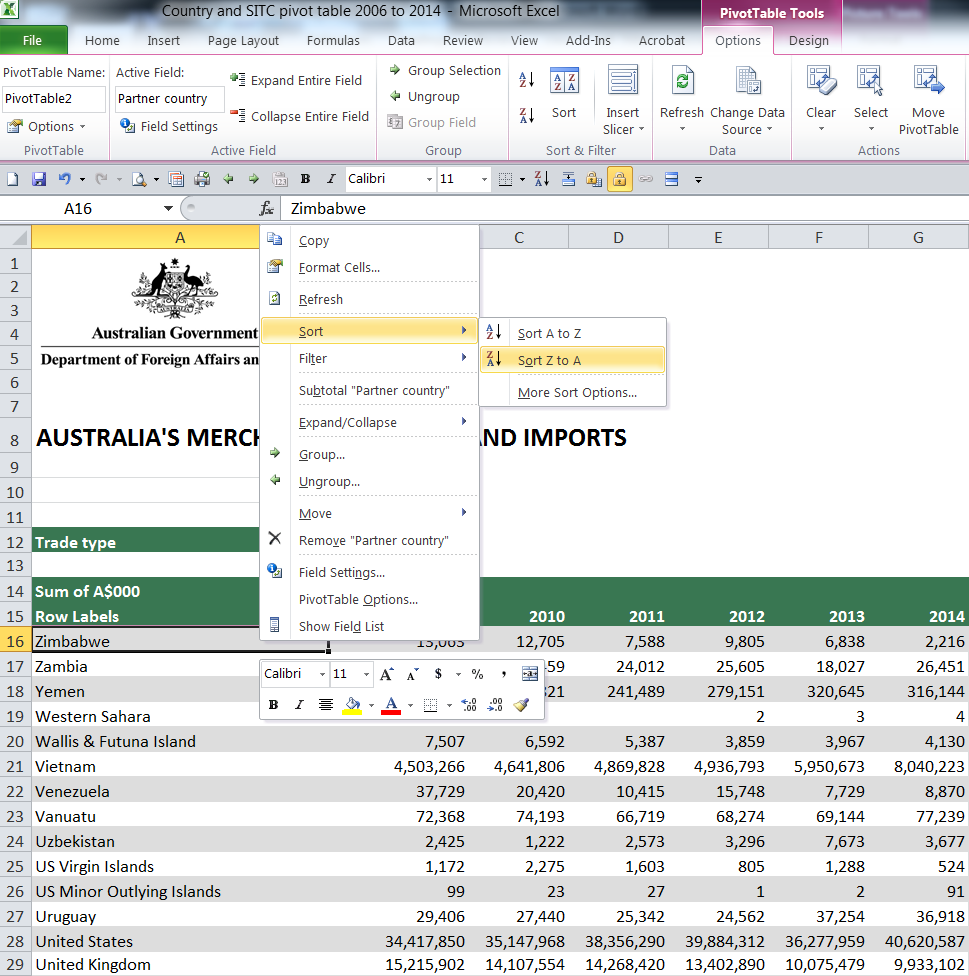 Country and SITC pivot table 2006 to 2014 - Microsoft Excel
PivotTable Tools
File Home Insert Page Layout Formulas Data Review View Add-Ins Acrobat Options Design
PivotTable Name: Active Field:
PivotTable2 Partner country
Options Field Settings
Expand Entire Field
Collapse Entire Field
Group Selection
Ungroup
Group Field
Sort
Insert Slicer
Refresh
Change Data Source
Clear
Select
Move PivotTable
PivotTable Active Field Group Sort & Filter Data Actions
B I Calibri 11
A16 fx Zimbabwe
A C D E F G
1
2
3
4 Australian Government
5 Department of Foreign Affairs an
6
7
8 AUSTRALIA'S MERCH ND IMPORTS
9
10
11
12 Trade type
13
14 Sum of A$000
15 Row Labels 2010 2011 2012 2013 2014
16 Zimbabwe 12,705 7,588 9,805 6,838 2,216
17 Zambia 24,012 25,605 18,027 26,451
18 Yemen 241,489 279,151 320,645 316,144
19 Western Sahara 2 3 4
20 Wallis & Futuna Island 7,507 6,592 5,387 3,859 3,967 4,130
21 Vietnam 4,503,266 4,641,806 4,869,828 4,936,793 5,950,673 8,040,223
22 Venezuela 37,729 20,420 10,415 15,748 7,729 8,870
23 Vanuatu 72,368 74,193 66,719 68,274 69,144 77,239
24 Uzbekistan 2,425 1,222 2,573 3,296 7,673 3,677
25 US Virgin Islands 1,172 2,275 1,603 805 1,288 524
26 US Minor Outlying Islands 99 23 27 1 2 91
27 Uruguay 29,406 27,440 25,342 24,562 37,254 36,918
28 United States 34,417,850 35,147,968 38,356,290 39,884,312 36,277,959 40,620,587
29 United Kingdom 15,215,902 14,107,554 14,268,420 13,402,890 10,075,479 9,933,102
Copy
Format Cells...
Refresh
Sort
Filter
Subtotal "Partner country"
Expand/Collapse
Group...
Ungroup...
Move
Remove "Partner country"
Field Settings...
PivotTable Options...
Show Field List
Sort A to Z
Sort Z to A
More Sort Options...
Calibri 11 A A $ % ,
B I A